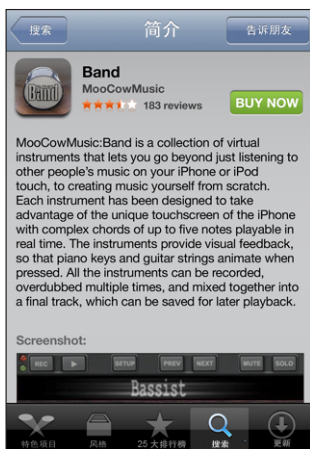 搜索
简介
告诉朋友
Band
Band
MooCowMusic
183 reviews
BUY NOW
MooCowMusic:Band is a collection of virtual
instruments that lets you go beyond just listening to
other people's music on your iPhone or iPod
touch, to creating music yourself from scratch.
Each instrument has been designed to take
advantage of the unique touchscreen of the iPhone
with complex chords of up to five notes playable in
real time. The instruments provide visual feedback,
so that piano keys and guitar strings animate when
pressed. All the instruments can be recorded,
overdubbed multiple times, and mixed together into
a final track, which can be saved for later playback.
Screenshot:
REC SETUP PREV NEXT MUTE SOLO
Bassist
特色项目 风格 25 大排行榜 搜索 更新